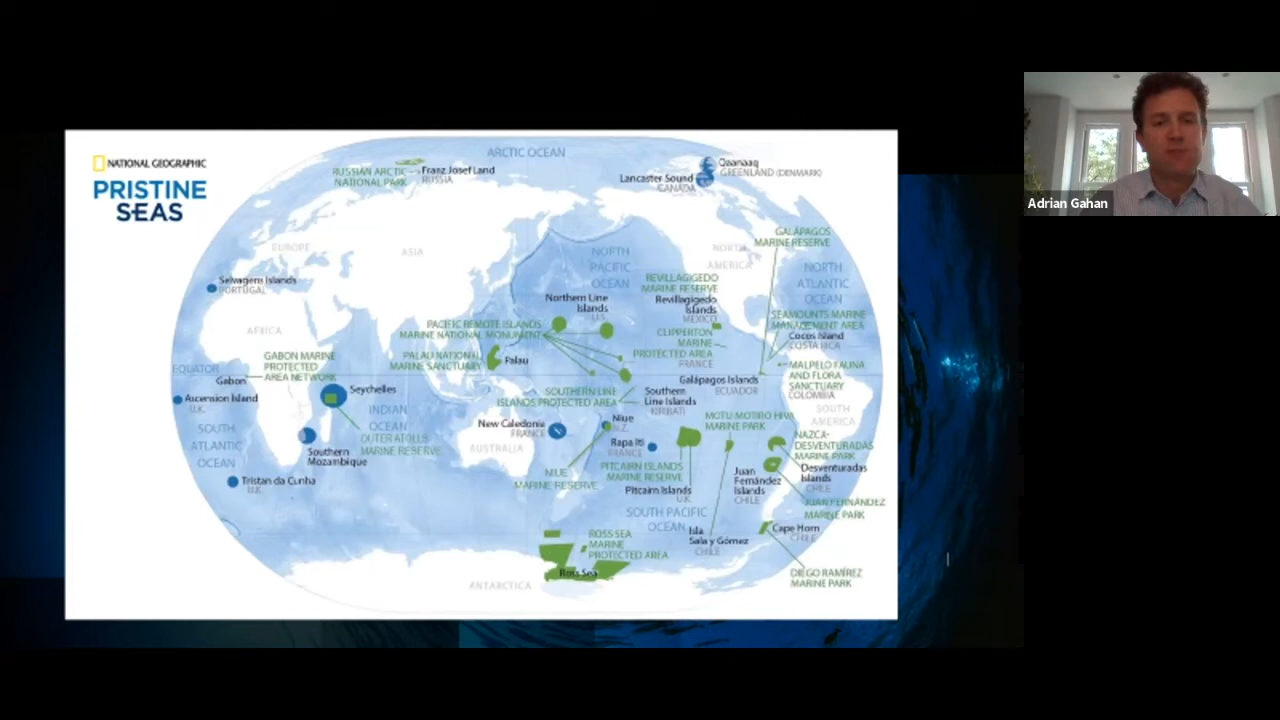 NATIONAL GEOGRAPHIC
PRISTINE
SEAS
ARCTIC OCEAN
RUSSIAN ARCTIC
NATIONAL PARK
Franz Josef Land
RUSSIA
Lancaster Sound
CANADA
Qaanaaq
GREENLAND (DENMARK)
EUROPE
ASIA
NORTH
PACIFIC
OCEAN
NORTH
AMERICA
GALÁPAGOS
MARINE RESERVE
NORTH
ATLANTIC
OCEAN
Selvagens Islands
PORTUGAL
Northern Line
Islands
U.S.
REVILLAGIGEDO
MARINE RESERVE
Revillagigedo
Islands
MEXICO
SEAMOUNTS MARINE
MANAGEMENT AREA
Cocos Island
COSTA RICA
AFRICA
PACIFIC REMOTE ISLANDS
MARINE NATIONAL MONUMENT
CLIPPERTON
MARINE
PROTECTED AREA
FRANCE
PALAU NATIONAL
MARINE SANCTUARY
Palau
GABON MARINE
PROTECTED
AREA NETWORK
EQUATOR
Gabon
MALPELO FAUNA
AND FLORA
SANCTUARY
COLOMBIA
Galápagos Islands
ECUADOR
Seychelles
Ascension Island
U.K.
SOUTHERN LINE
ISLANDS PROTECTED AREA
Southern
Line Islands
KIRIBATI
INDIAN
OCEAN
OUTER ATOLLS
MARINE RESERVE
SOUTH
AMERICA
New Caledonia
FRANCE
Niue
N.Z.
MOTU MOTIRO HIVA
MARINE PARK
SOUTH
ATLANTIC
OCEAN
Southern
Mozambique
AUSTRALIA
Rapa Iti
FRANCE
NAZCA-
DESVENTURADAS
MARINE PARK
Desventuradas
Islands
CHILE
NIUE
MARINE RESERVE
PITCAIRN ISLANDS
MARINE RESERVE
Pitcairn Islands
U.K.
Juan
Fernández
Islands
CHILE
Tristan da Cunha
U.K.
JUAN FERNÁNDEZ
MARINE PARK
SOUTH PACIFIC
OCEAN
Isla
Sala y Gómez
CHILE
Cape Horn
CHILE
ROSS SEA
MARINE
PROTECTED AREA
Ross Sea
ANTARCTICA
DIEGO RAMÍREZ
MARINE PARK
Adrian Gahan